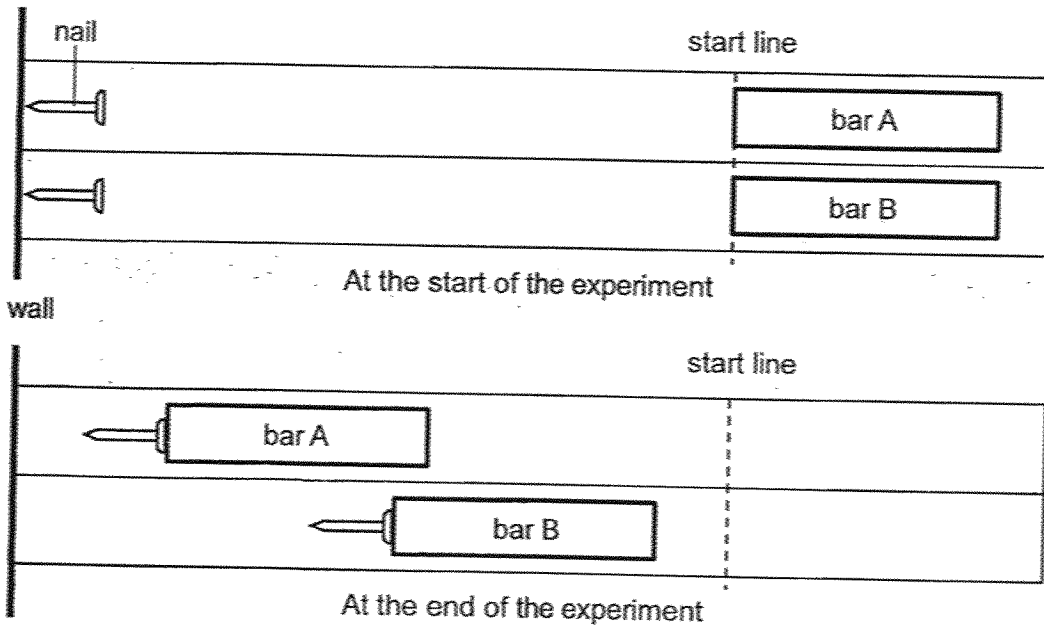 nail
start line
bar A
bar B
At the start of the experiment
wall
start line
bar A
bar B
At the end of the experiment